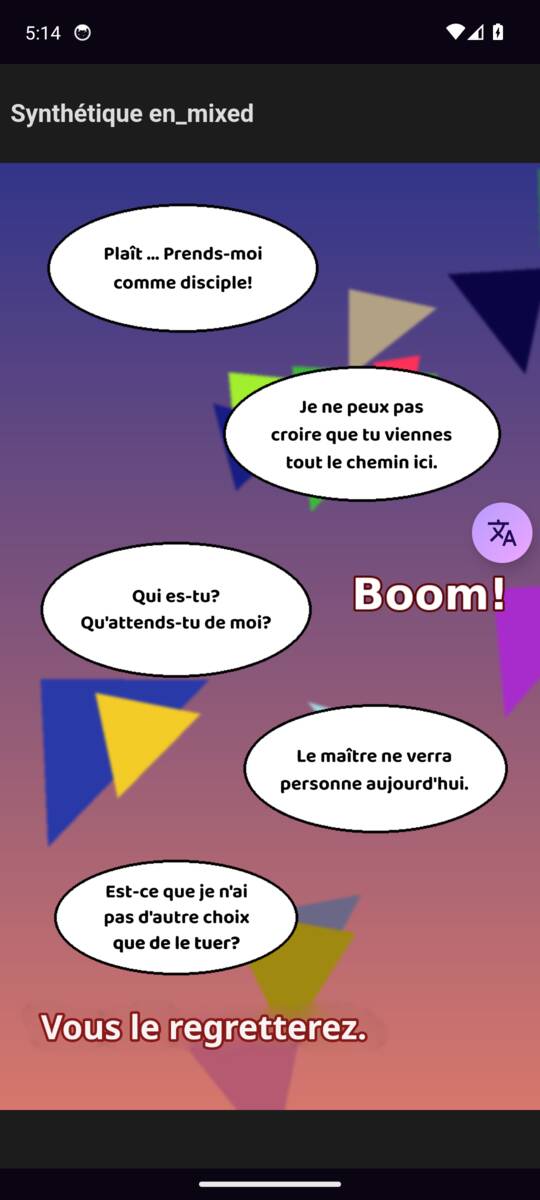 5:14
Synthétique en_mixed
Plaît ... Prends-moi
comme disciple!
Je ne peux pas
croire que tu viennes
tout le chemin ici.
Qui es-tu?
Qu'attends-tu de moi?
Boom!
Le maître ne verra
personne aujourd'hui.
Est-ce que je n'ai
pas d'autre choix
que de le tuer?
Vous le regretterez.